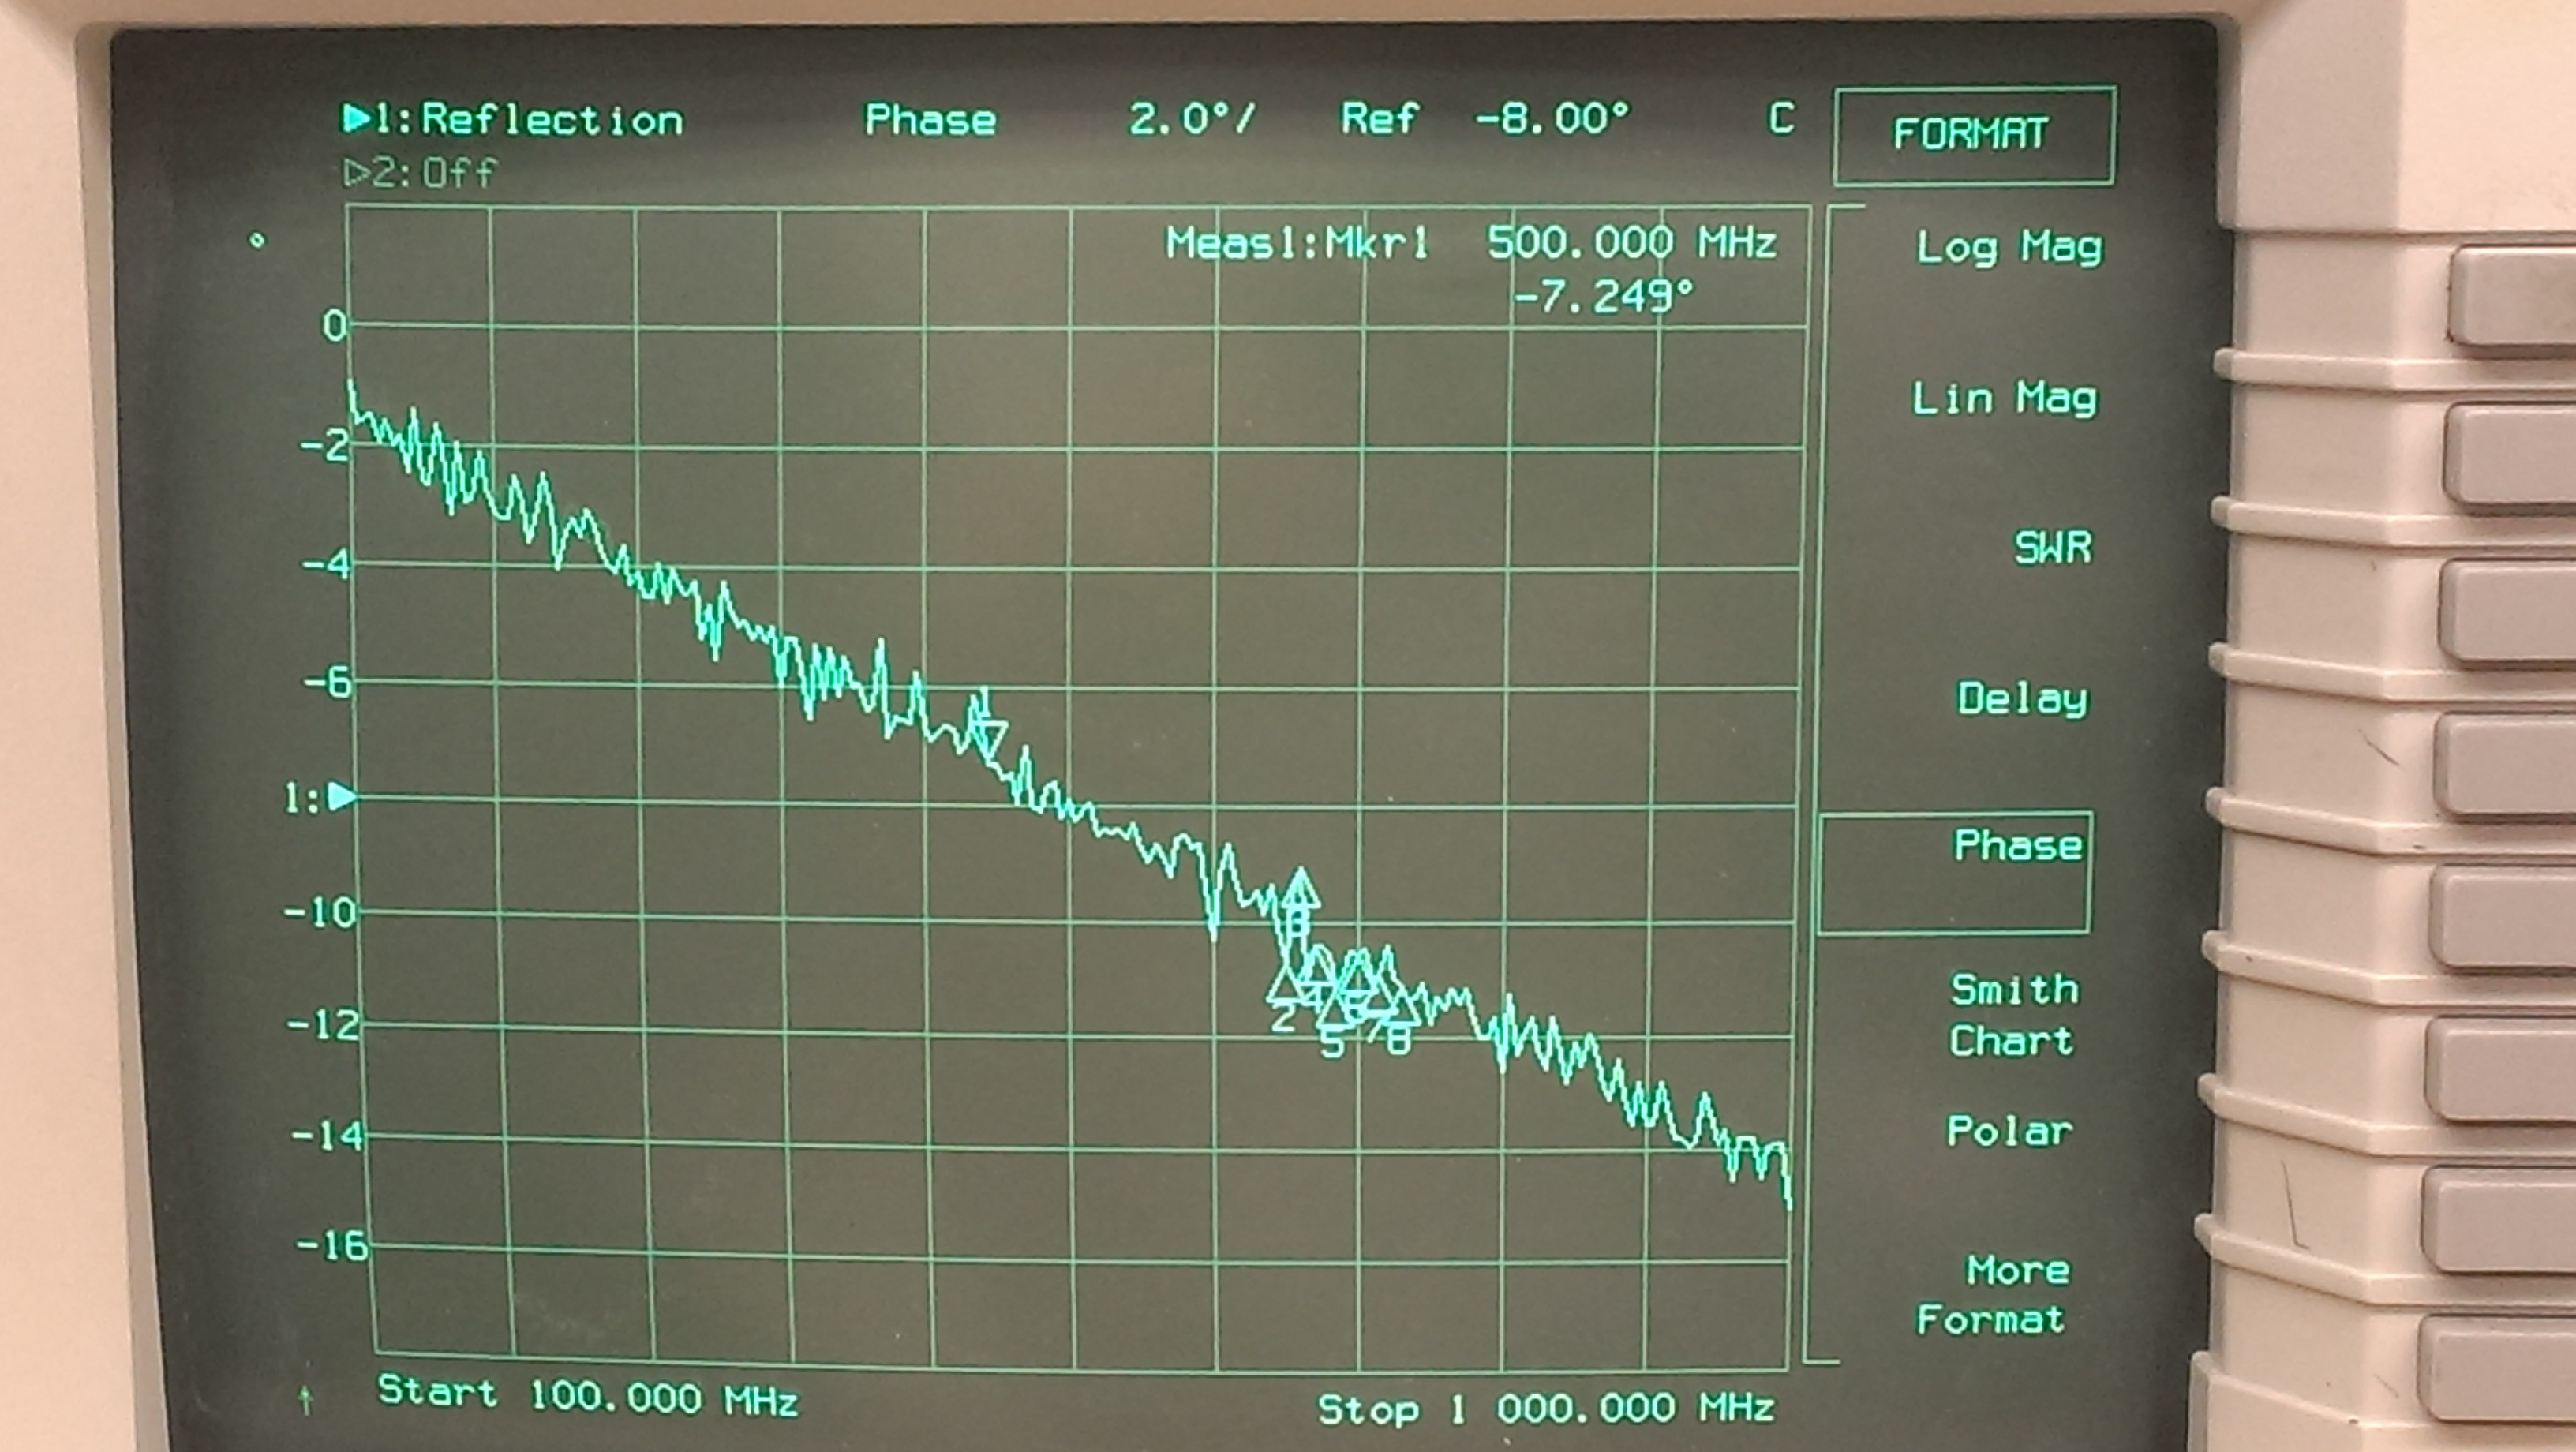 ▶1:Reflection Phase 2.0°/ Ref -8.00° C
▷2:Off
°
Meas1:Mkr1 500.000 MHz
-7.249°
0
-2
-4
-6
1:▶
-10
-12
-14
-16
2
5
8
Start 100.000 MHz Stop 1 000.000 MHz
FORMAT
Log Mag
Lin Mag
SWR
Delay
Phase
Smith
Chart
Polar
More
Format